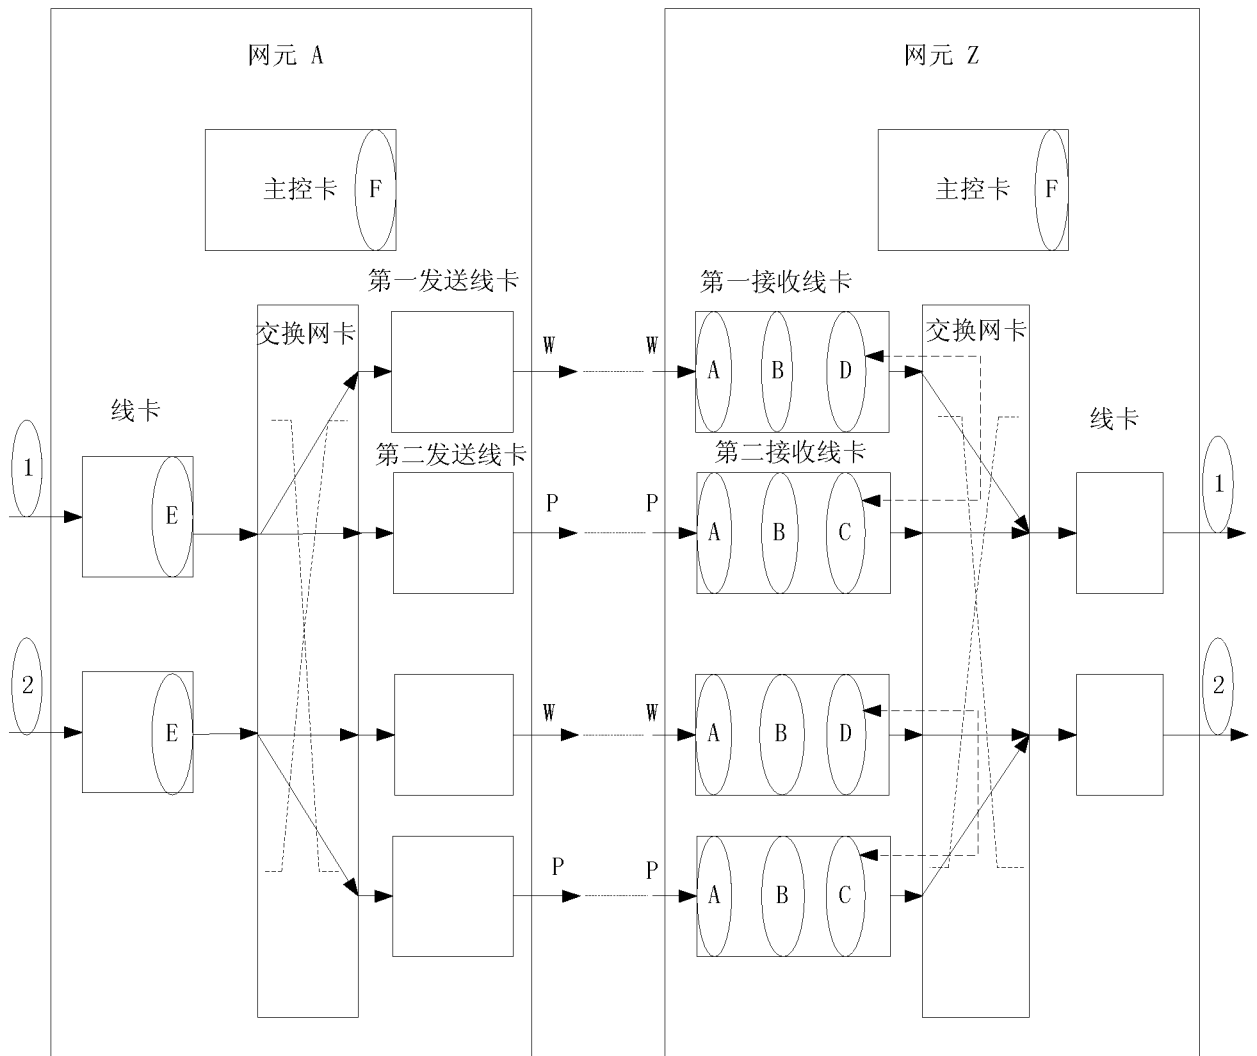 网元 A
网元 Z
主控卡 F
主控卡 F
第一发送线卡
第一接收线卡
交换网卡
交换网卡
W
W
A B D
线卡
线卡
第二发送线卡
第二接收线卡
1
1
E
P
P
A B C
2
2
E
W
W
A B D
P
P
A B C